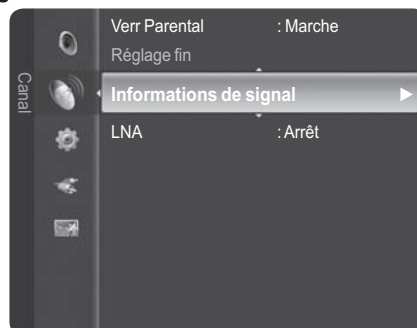 Canal
Verr Parental : Marche
Réglage fin
Informations de signal
LNA : Arrêt